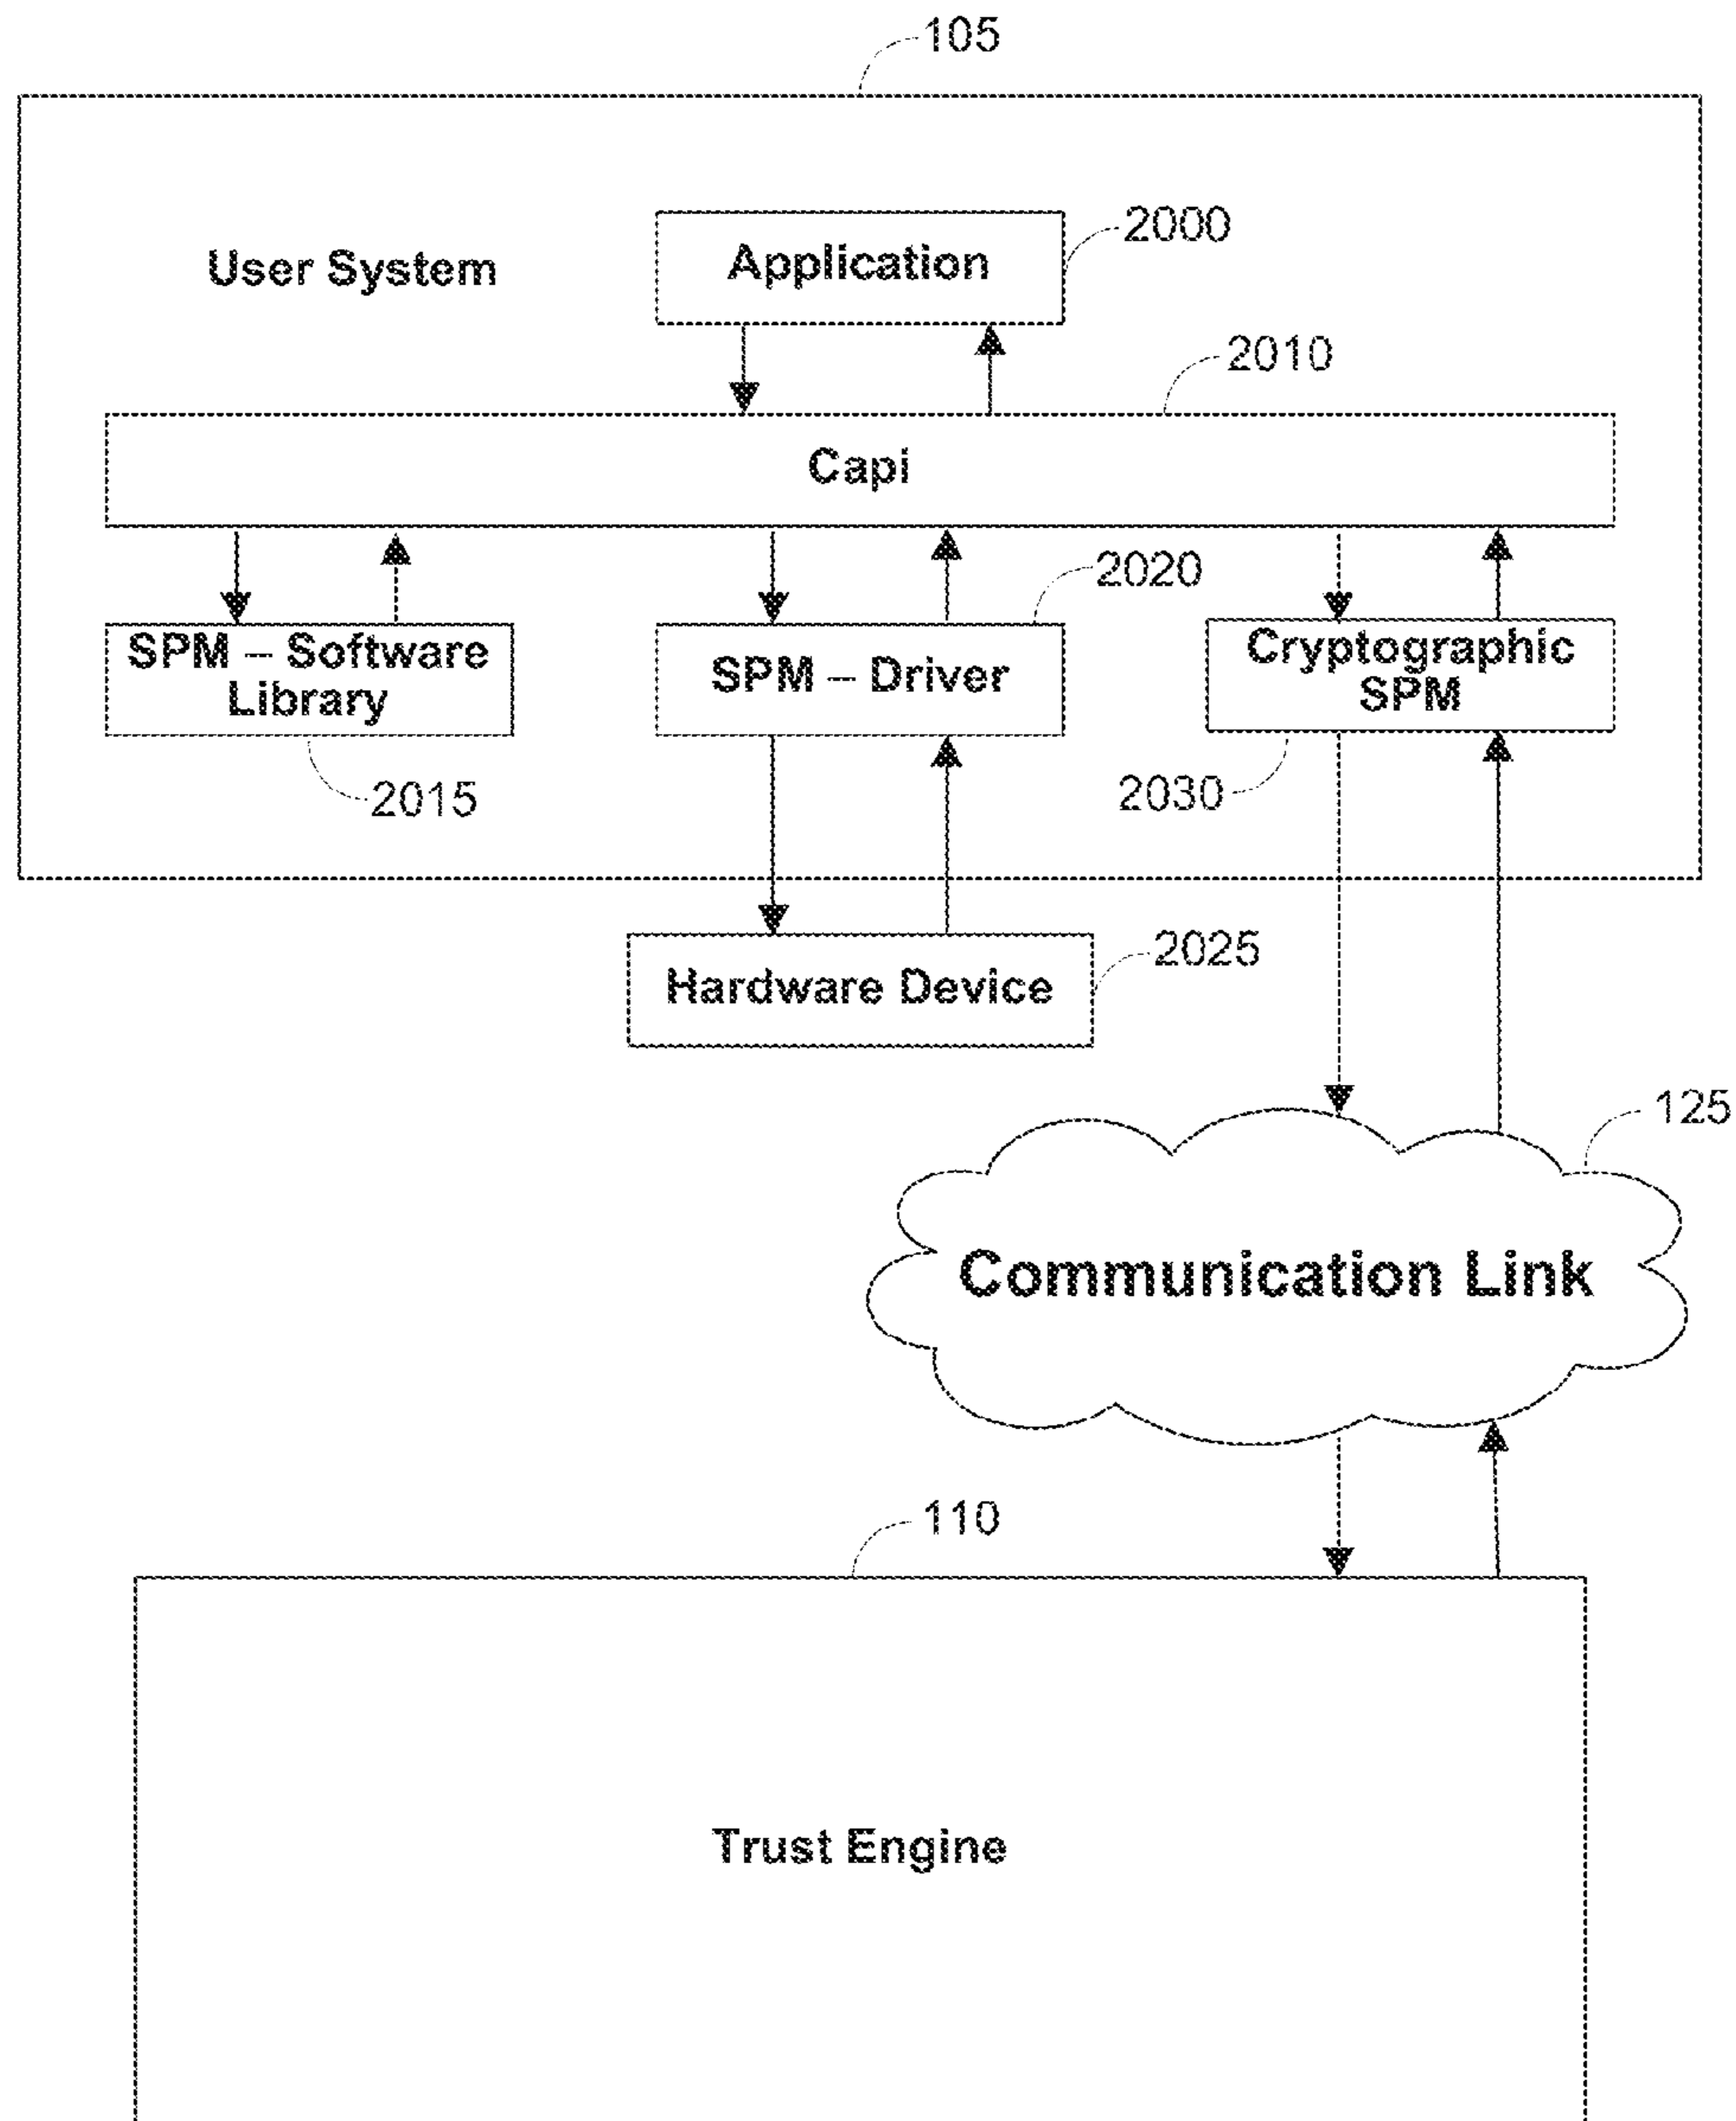 105
User System
Application
2000
2010
Capi
2020
SPM – Software
Library
SPM – Driver
Cryptographic
SPM
2015
2030
Hardware Device
2025
125
Communication Link
110
Trust Engine